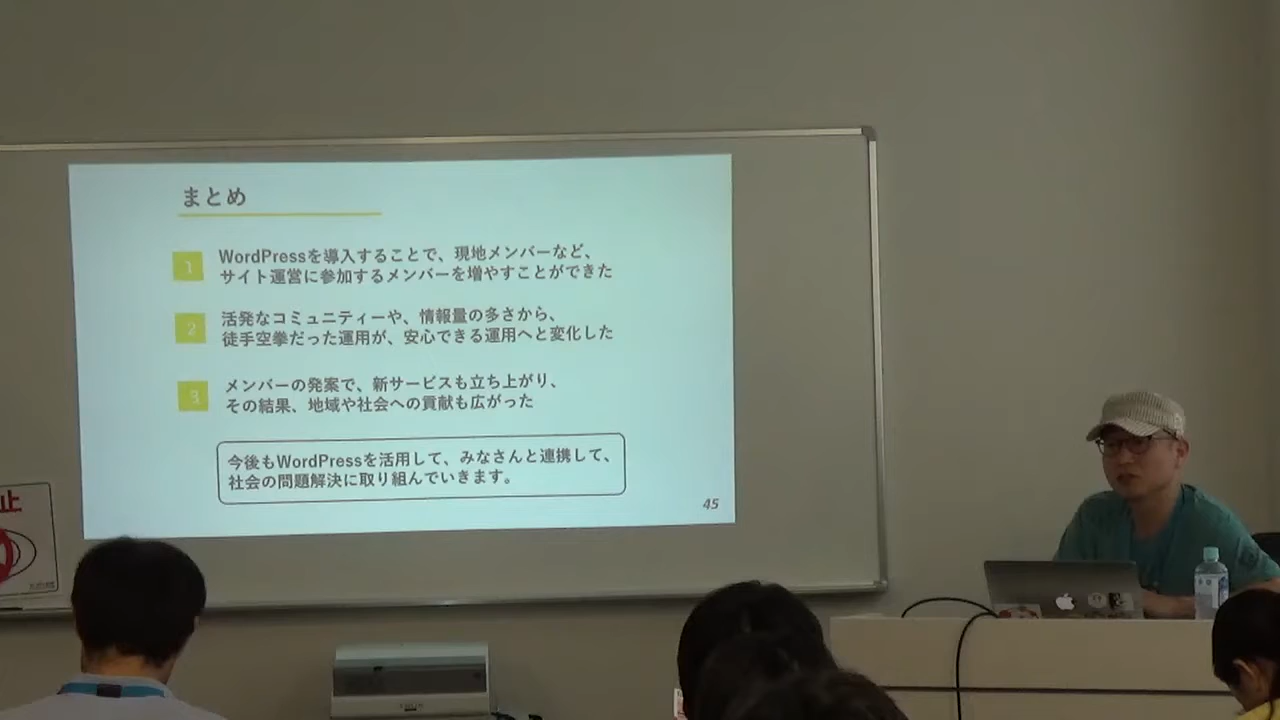 まとめ
1
WordPressを導入することで、現地メンバーなど、
サイト運営に参加するメンバーを増やすことができた
2
活発なコミュニティーや、情報量の多さから、
徒手空拳だった運用が、安心できる運用へと変化した
3
メンバーの発案で、新サービスも立ち上がり、
その結果、地域や社会への貢献も広がった
今後もWordPressを活用して、みなさんと連携して、
社会の問題解決に取り組んでいきます。
45
止